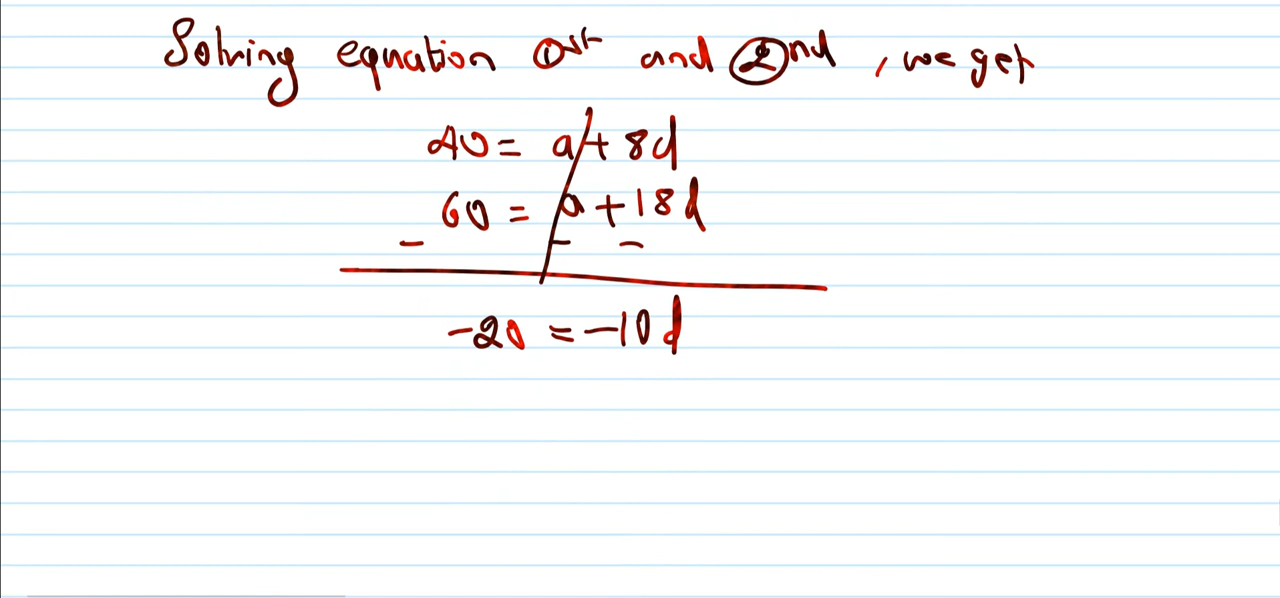 Solving equation ①st and ②nd, we get
40 = a + 8d
60 = a + 18d
- - -
-20 = -10d